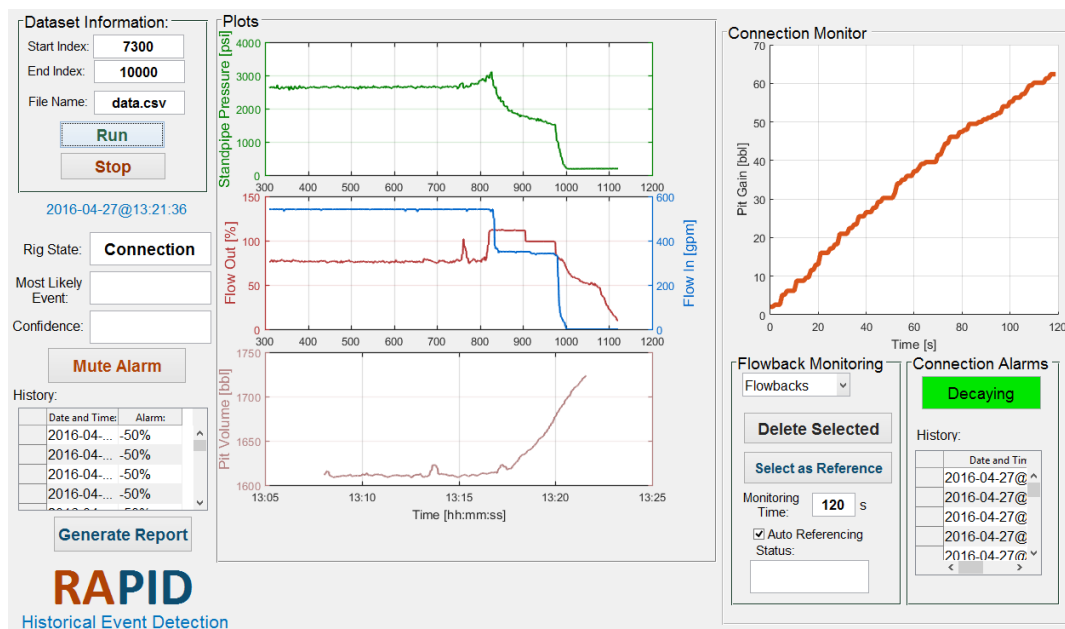 Dataset Information:
Start Index:
7300
End Index:
10000
File Name:
data.csv
Run
Stop
2016-04-27@13:21:36
Rig State:
Connection
Most Likely
Event:
Confidence:
Mute Alarm
History:
Date and Time: Alarm:
2016-04-... -50%
2016-04-... -50%
2016-04-... -50%
2016-04-... -50%
Generate Report
RAPID
Historical Event Detection
Plots
Standpipe Pressure [psi]
4000
3000
2000
1000
0
300 400 500 600 700 800 900 1000 1100 1200
Flow Out [%]
150
100
50
0
300 400 500 600 700 800 900 1000 1100 1200
600
400
200
0
Flow In [gpm]
Pit Volume [bbl]
1750
1700
1650
1600
13:05 13:10 13:15 13:20 13:25
Time [hh:mm:ss]
Connection Monitor
Pit Gain [bbl]
70
60
50
40
30
20
10
0
0 20 40 60 80 100 120
Time [s]
Flowback Monitoring
Flowbacks
Delete Selected
Select as Reference
Monitoring
Time:
120 s
Auto Referencing
Status:
Connection Alarms
Decaying
History:
Date and Tin
2016-04-27@
2016-04-27@
2016-04-27@
2016-04-27@
2016-04-27@